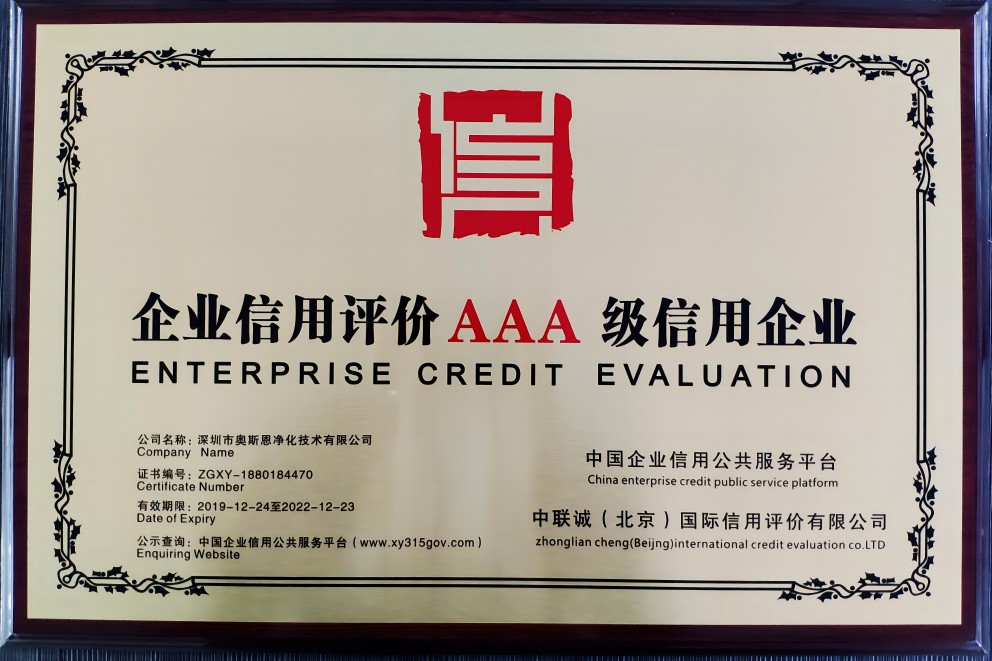 信
企业信用评价AAA 级信用企业
ENTERPRISE CREDIT EVALUATION
公司名称：深圳市奥斯恩净化技术有限公司
Company Name
证书编号：ZGXY-1880184470
Certificate Number
有效期限：2019-12-24至2022-12-23
Date of Expiry
公示查询：中国企业信用公共服务平台（www.xy315gov.com）
Enquiring Website
中国企业信用公共服务平台
China enterprise credit public service platform
中联诚（北京）国际信用评价有限公司
zhonglian cheng(Beijng)international credit evaluation co.LTD